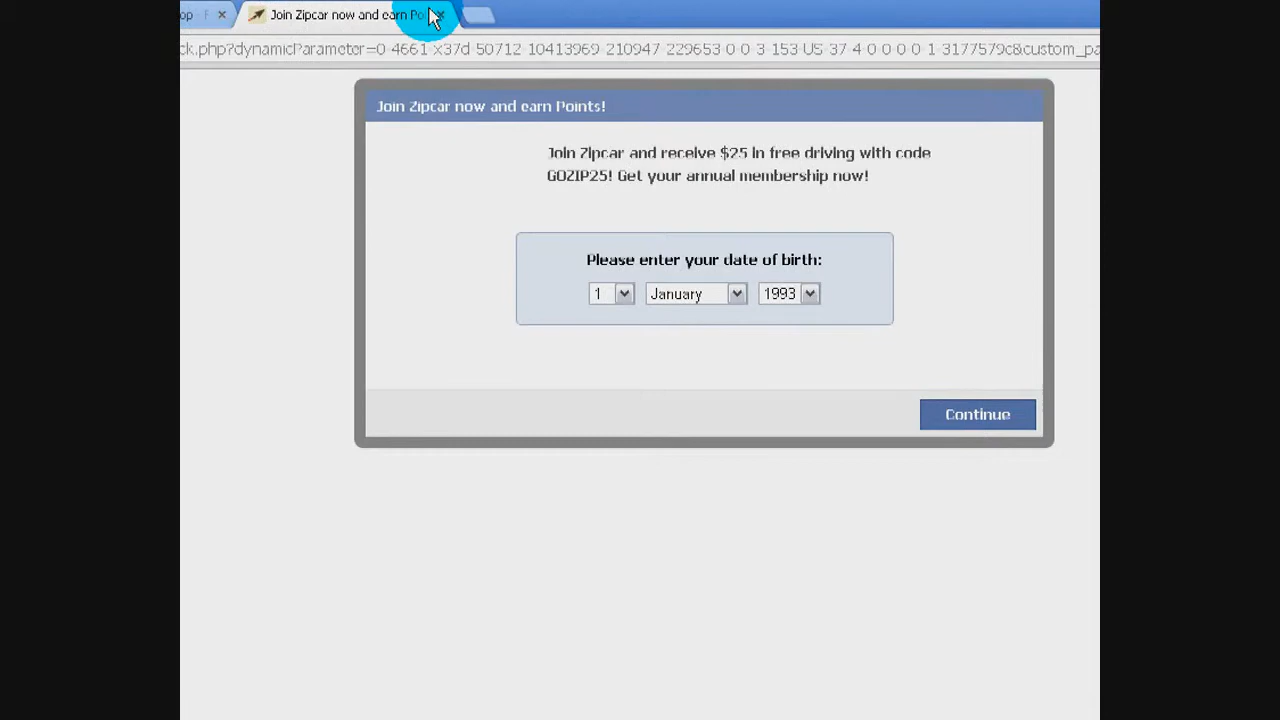 op
Join Zipcar now and earn Po
ck.php?dynamicParameter=0-4661-x37d-50712-10413969-210947-229653-0-0-3-153-US-37-4-0-0-0-0-1-3177579c&custom_pa
Join Zipcar now and earn Points!
Join Zipcar and receive $25 in free driving with code
GOZIP25! Get your annual membership now!
Please enter your date of birth:
1 January 1993
Continue